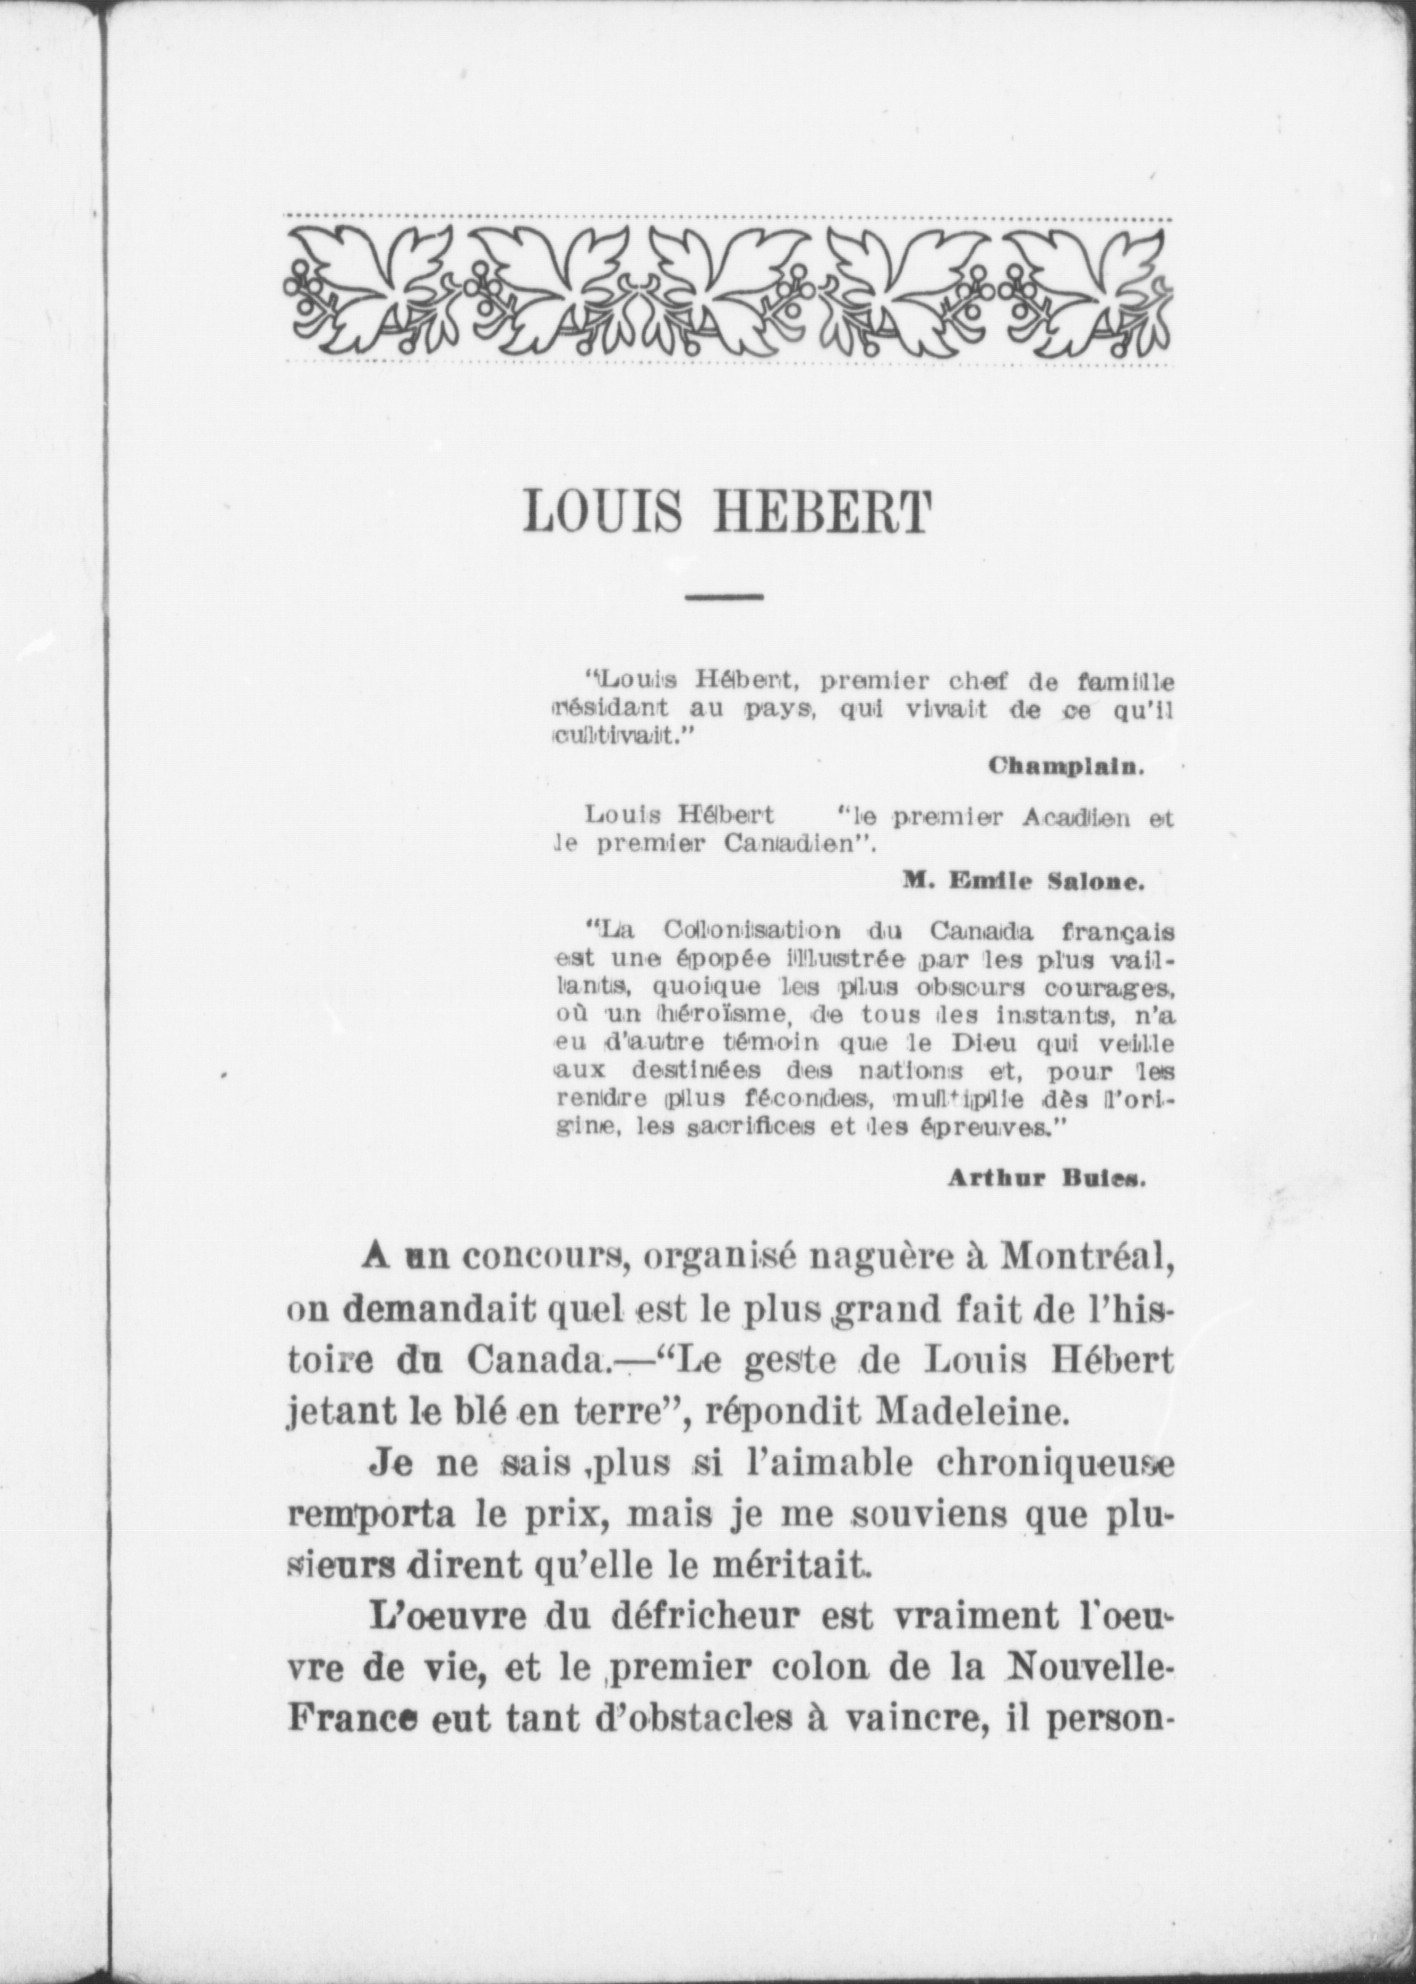 LOUIS HEBERT
“Louis Hébert, premier chef de famille
résidant au pays, qui vivait de ce qu’il
cultivait.”
Champlain.
Louis Hébert “le premier Acadien et
le premier Canadien”.
M. Emile Salone.
“La Colonisation du Canada français
est une épopée illustrée par les plus vail-
lants, quoique les plus obscurs courages,
où un héroïsme, de tous les instants, n’a
eu d’autre témoin que le Dieu qui veille
aux destinées des nations et, pour les
rendre plus fécondes, multiplie dès l’ori-
gine, les sacrifices et les épreuves.”
Arthur Buies.
A un concours, organisé naguère à Montréal,
on demandait quel est le plus grand fait de l’his-
toire du Canada.—“Le geste de Louis Hébert
jetant le blé en terre”, répondit Madeleine.
Je ne sais plus si l’aimable chroniqueuse
remporta le prix, mais je me souviens que plu-
sieurs dirent qu’elle le méritait.
L’oeuvre du défricheur est vraiment l’oeu-
vre de vie, et le premier colon de la Nouvelle-
France eut tant d’obstacles à vaincre, il person-